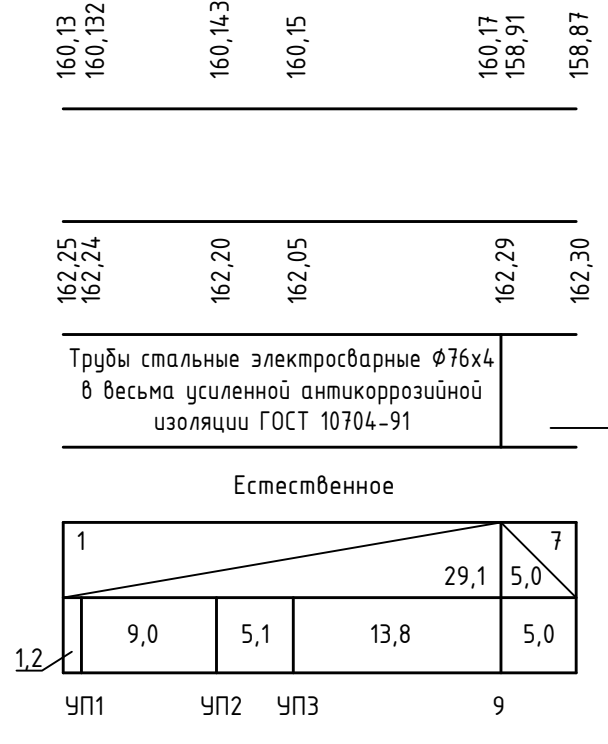 160,13
160,132
160,143
160,15
160,17
158,91
158,87
162,25
162,24
162,20
162,05
162,29
162,30
Трубы стальные электросварные Ф76х4
в весьма усиленной антикоррозийной
изоляции ГОСТ 10704-91
Естественное
1 7
29,1 5,0
1,2 9,0 5,1 13,8 5,0
УП1 УП2 УП3 9